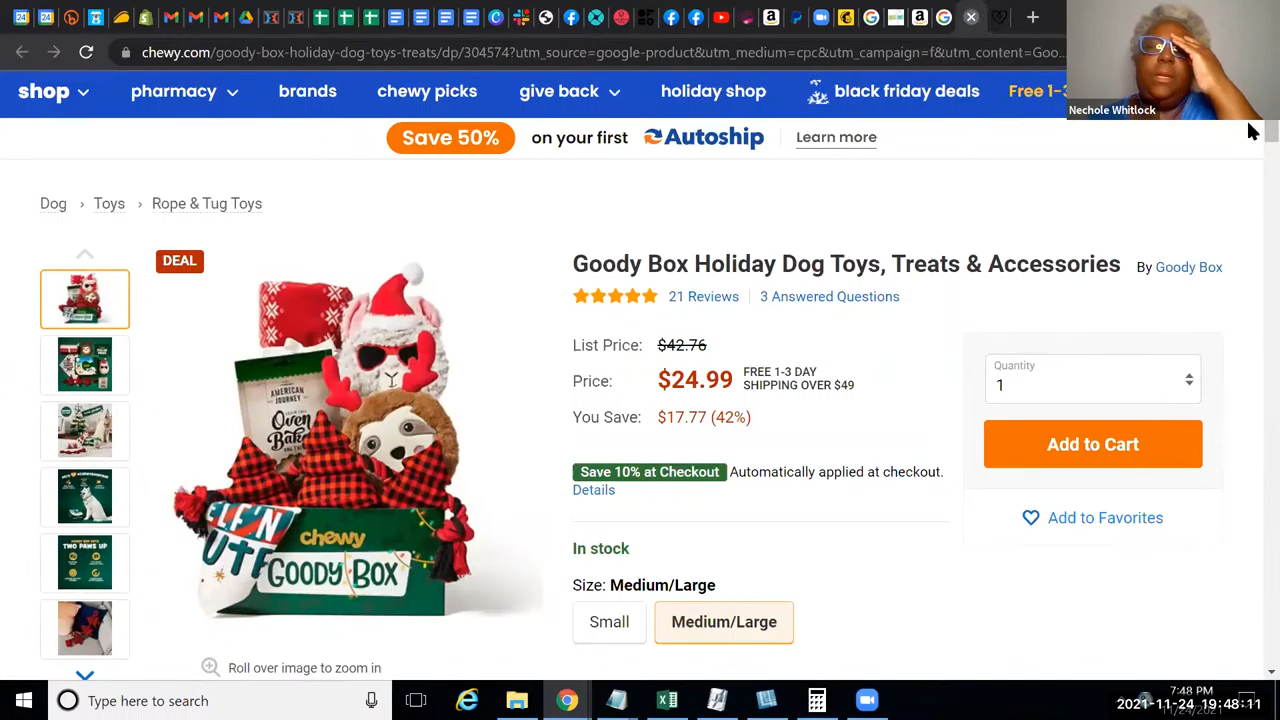 chewy.com/goody-box-holiday-dog-toys-treats/dp/304574?utm_source=google-product&utm_medium=cpc&utm_campaign=f&utm_content=Goo...
Nechole Whitlock
shop pharmacy brands chewy picks give back holiday shop black friday deals Free 1-3
Save 50% on your first Autoship Learn more
Dog › Toys › Rope & Tug Toys
DEAL
Goody Box Holiday Dog Toys, Treats & Accessories By Goody Box
21 Reviews 3 Answered Questions
List Price: $42.76
Price: $24.99 FREE 1-3 DAY
SHIPPING OVER $49
You Save: $17.77 (42%)
Quantity
1
Add to Cart
Save 10% at Checkout Automatically applied at checkout.
Details
Add to Favorites
In stock
Size: Medium/Large
Small Medium/Large
AMERICAN
JOURNEY
Oven
chewy
GOODY BOX
Roll over image to zoom in
Type here to search
7:48 PM
2021-11-24 19:48:11